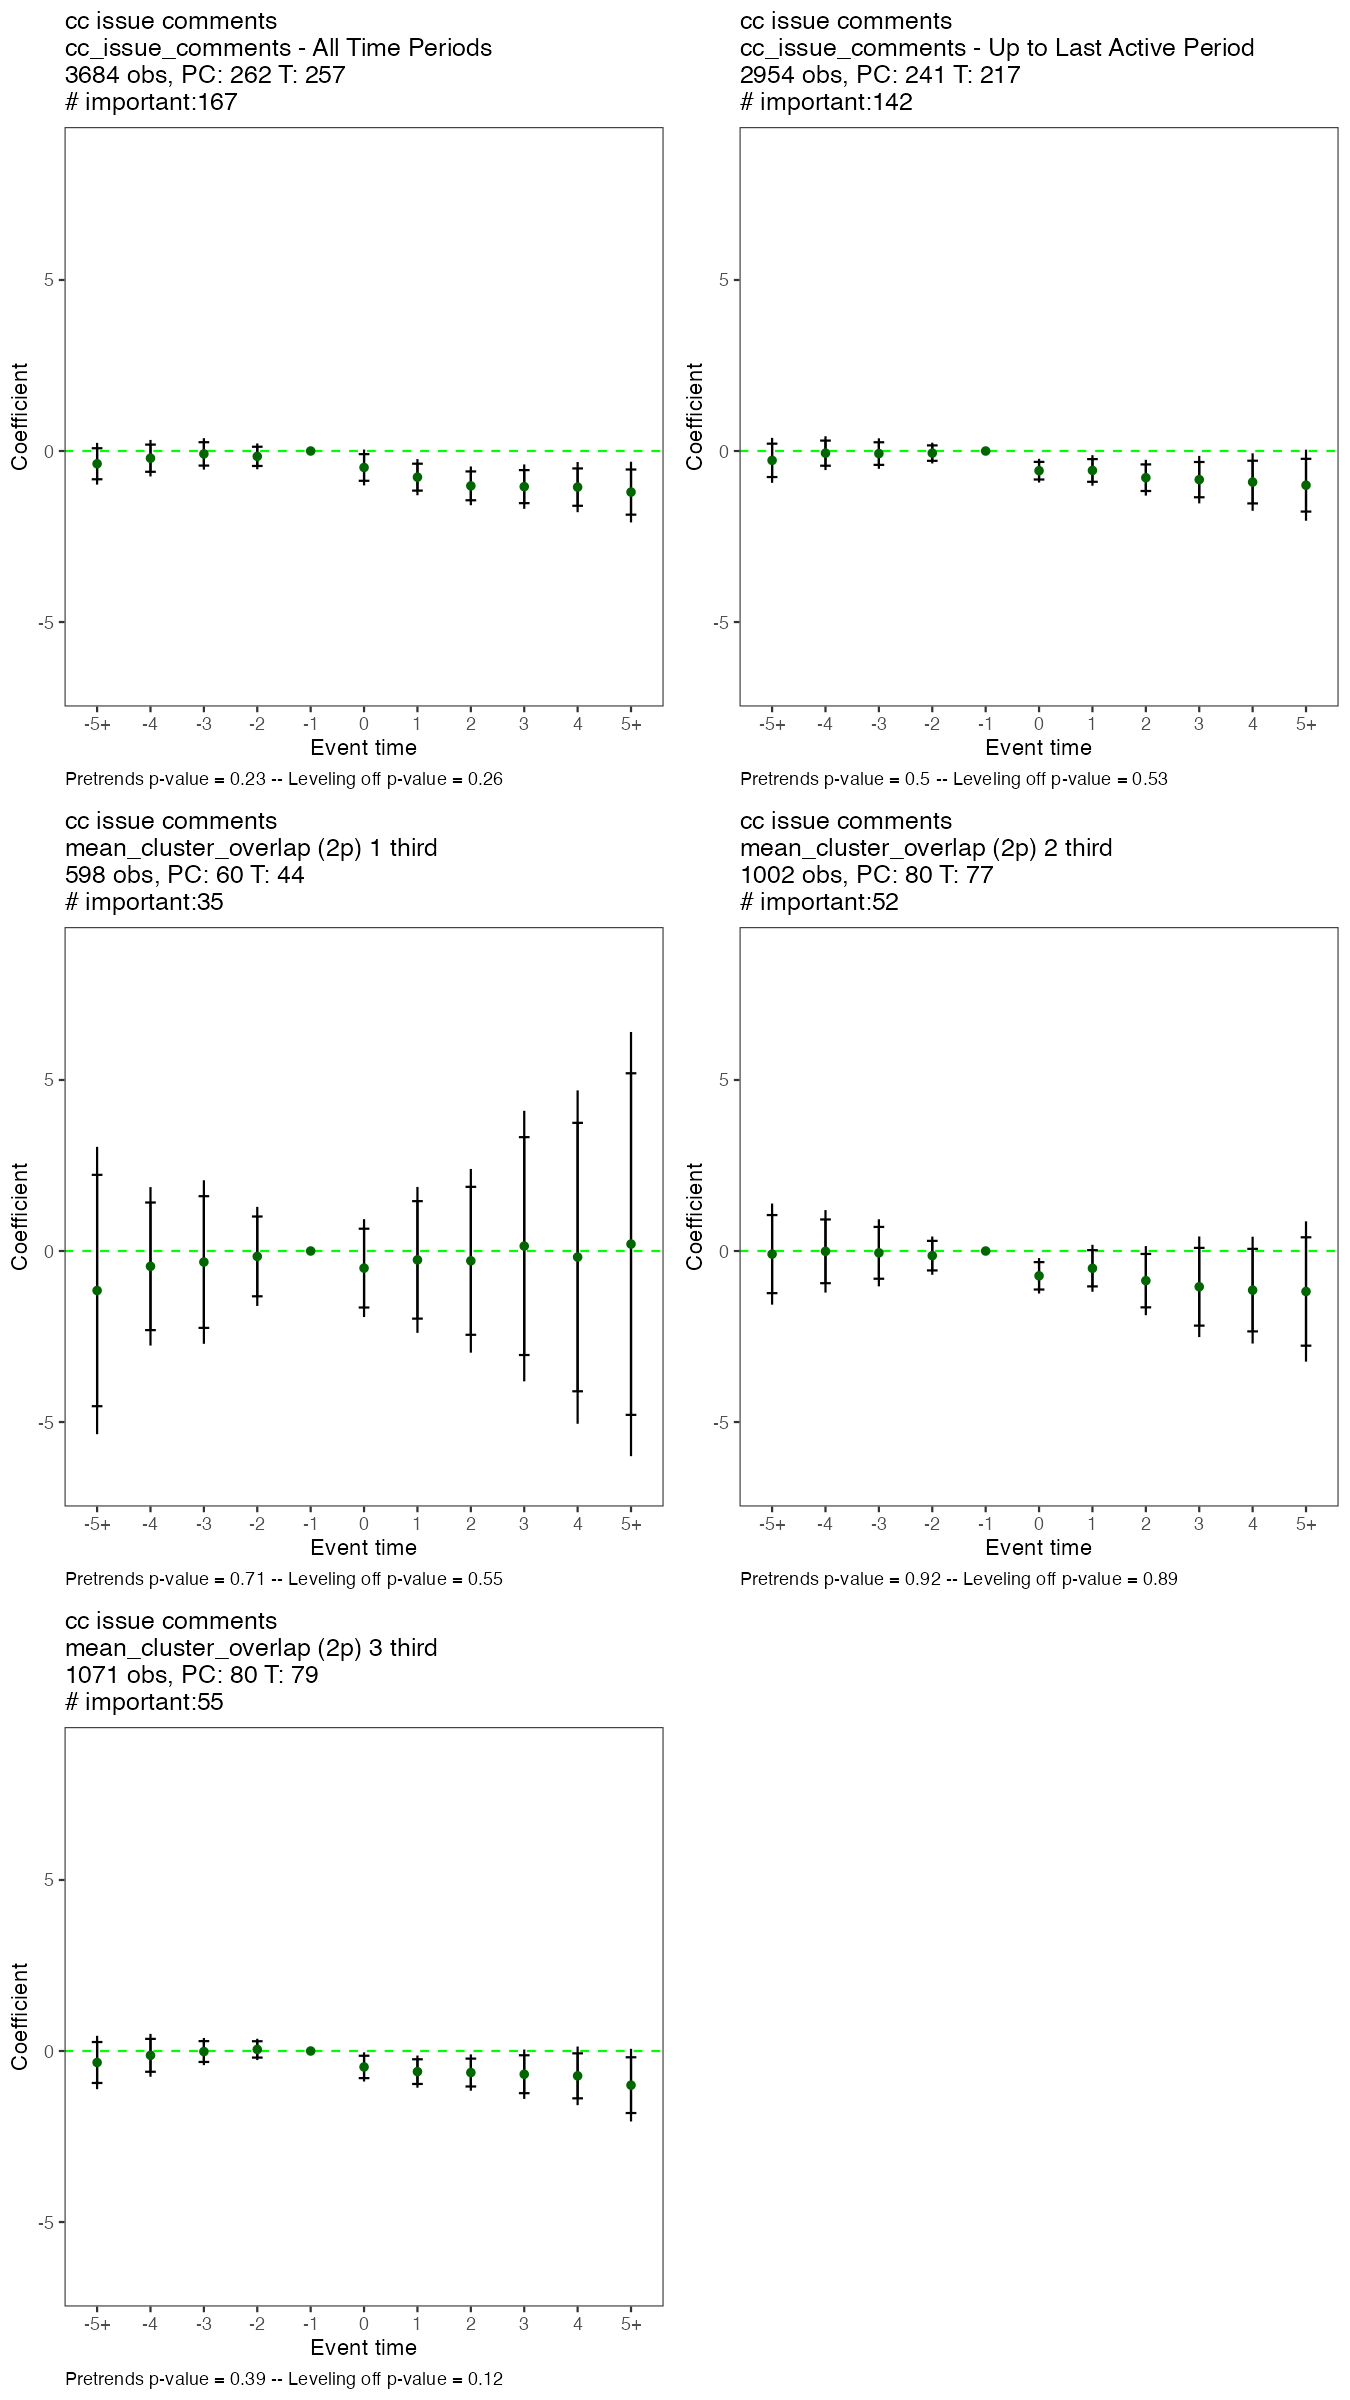 cc issue comments
cc_issue_comments - All Time Periods
3684 obs, PC: 262 T: 257
# important:167
Coefficient
5
0
-5
-5+ -4 -3 -2 -1 0 1 2 3 4 5+
Event time
Pretrends p-value = 0.23 -- Leveling off p-value = 0.26
cc issue comments
cc_issue_comments - Up to Last Active Period
2954 obs, PC: 241 T: 217
# important:142
Coefficient
5
0
-5
-5+ -4 -3 -2 -1 0 1 2 3 4 5+
Event time
Pretrends p-value = 0.5 -- Leveling off p-value = 0.53
cc issue comments
mean_cluster_overlap (2p) 1 third
598 obs, PC: 60 T: 44
# important:35
Coefficient
5
0
-5
-5+ -4 -3 -2 -1 0 1 2 3 4 5+
Event time
Pretrends p-value = 0.71 -- Leveling off p-value = 0.55
cc issue comments
mean_cluster_overlap (2p) 2 third
1002 obs, PC: 80 T: 77
# important:52
Coefficient
5
0
-5
-5+ -4 -3 -2 -1 0 1 2 3 4 5+
Event time
Pretrends p-value = 0.92 -- Leveling off p-value = 0.89
cc issue comments
mean_cluster_overlap (2p) 3 third
1071 obs, PC: 80 T: 79
# important:55
Coefficient
5
0
-5
-5+ -4 -3 -2 -1 0 1 2 3 4 5+
Event time
Pretrends p-value = 0.39 -- Leveling off p-value = 0.12